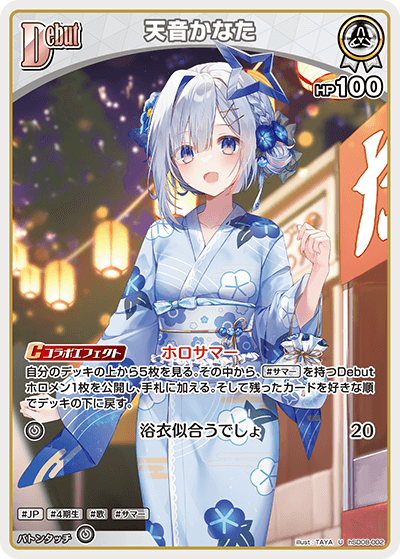 Debut
天音かなた
HP100
Cコラボエフェクト
ホロサマー
自分のデッキの上から5枚を見る。その中から、#サマーを持つDebut
ホロメン1枚を公開し、手札に加える。そして残ったカードを好きな順
でデッキの下に戻す。
浴衣似合うでしょ 20
#JP #4期生 #歌 #サマー
バトンタッチ
illust：TAYA　U　hSD08-002